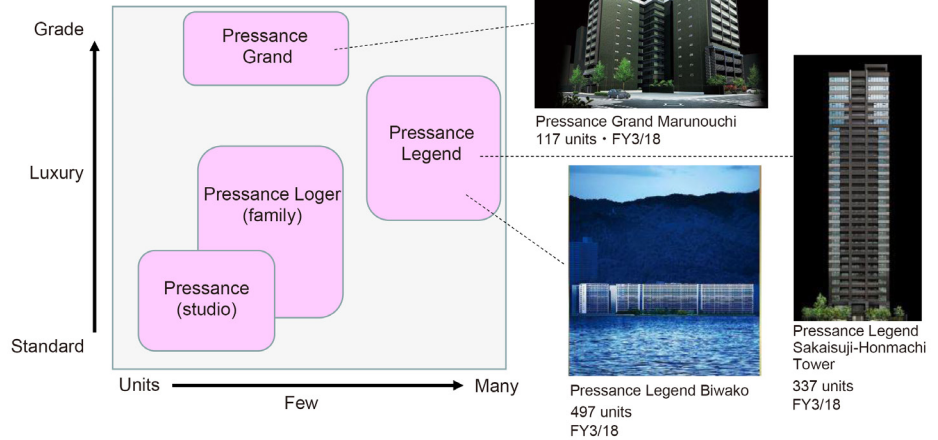 Grade
Luxury
Standard
Pressance
Grand
Pressance
Legend
Pressance Loger
(family)
Pressance
(studio)
Units
Few
Many
Pressance Grand Marunouchi
117 units・FY3/18
Pressance Legend Biwako
497 units
FY3/18
Pressance Legend
Sakaisuji-Honmachi
Tower
337 units
FY3/18